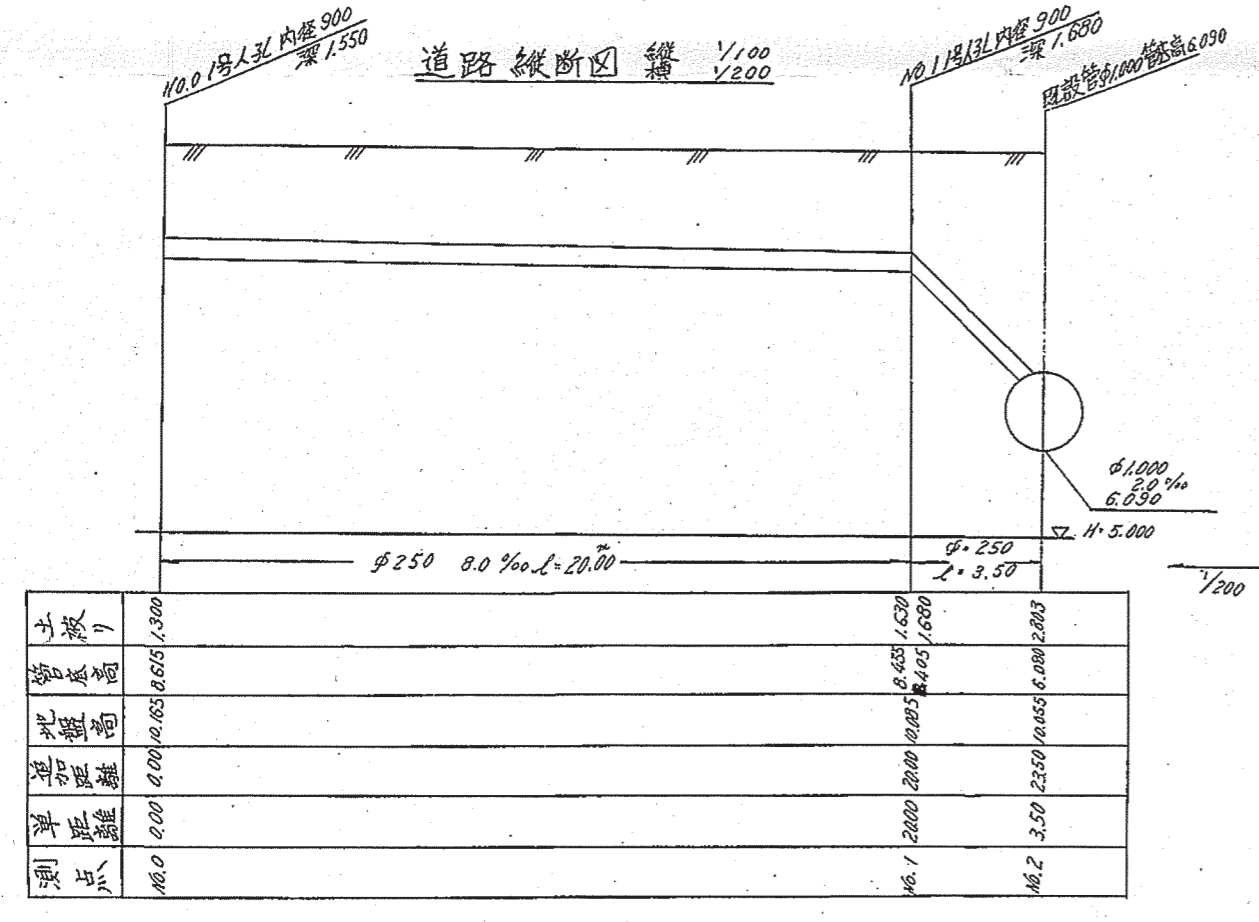 No.0 1号人孔 内径900
深 1.550
道路縦断図 縦 1/100
横 1/200
No 1 1号人孔 内径900
深 1.680
既設管φ1.000 管底高6.090
φ1.000
2.0 ‰
6.090
H=5.000
φ250 8.0 ‰ l=20.00m
φ=250
l=3.50
1/200
土被り 1.300 1.630 1.680 2.803
管底高 8.615 8.455 8.405 6.090
地盤高 10.165 10.085 10.055
追加距離 0.00 20.00 23.50
単距離 0.00 20.00 3.50
測点 No.0 No.1 No.2